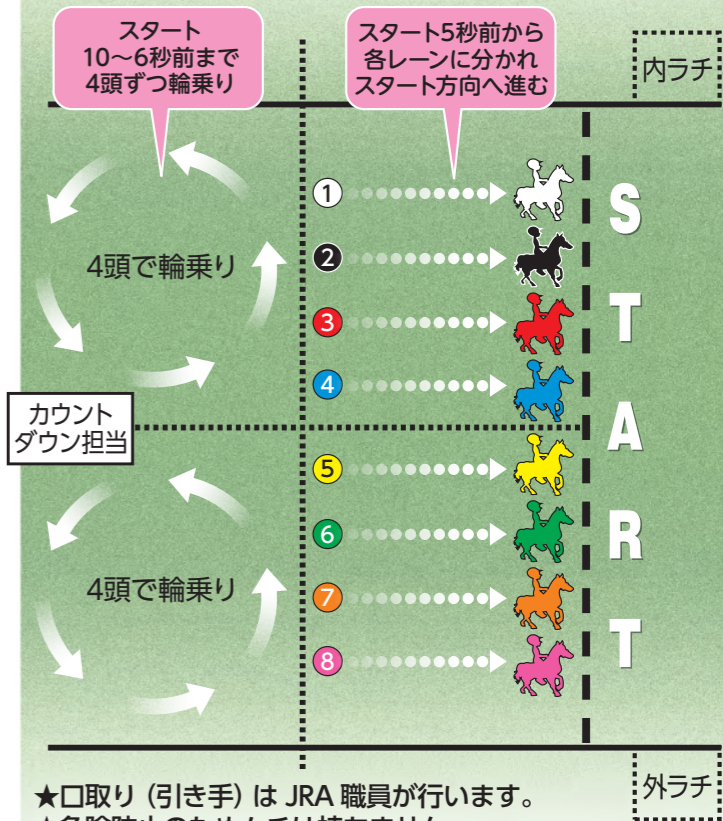 スタート
10〜6秒前まで
4頭ずつ輪乗り
スタート5秒前から
各レーンに分かれ
スタート方向へ進む
内ラチ
4頭で輪乗り
①
②
③
④
カウント
ダウン担当
4頭で輪乗り
⑤
⑥
⑦
⑧
START
外ラチ
★口取り（引き手）は JRA 職員が行います。